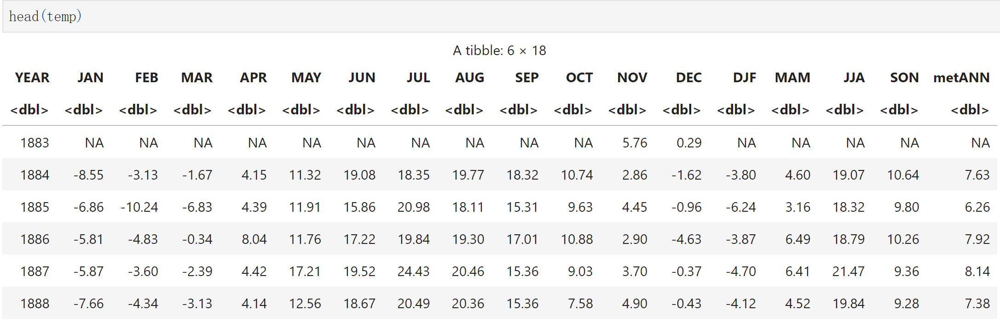 head(temp)
A tibble: 6 × 18
YEAR JAN FEB MAR APR MAY JUN JUL AUG SEP OCT NOV DEC DJF MAM JJA SON metANN
<dbl> <dbl> <dbl> <dbl> <dbl> <dbl> <dbl> <dbl> <dbl> <dbl> <dbl> <dbl> <dbl> <dbl> <dbl> <dbl> <dbl> <dbl>
1883 NA NA NA NA NA NA NA NA NA NA 5.76 0.29 NA NA NA NA NA
1884 -8.55 -3.13 -1.67 4.15 11.32 19.08 18.35 19.77 18.32 10.74 2.86 -1.62 -3.80 4.60 19.07 10.64 7.63
1885 -6.86 -10.24 -6.83 4.39 11.91 15.86 20.98 18.11 15.31 9.63 4.45 -0.96 -6.24 3.16 18.32 9.80 6.26
1886 -5.81 -4.83 -0.34 8.04 11.76 17.22 19.84 19.30 17.01 10.88 2.90 -4.63 -3.87 6.49 18.79 10.26 7.92
1887 -5.87 -3.60 -2.39 4.42 17.21 19.52 24.43 20.46 15.36 9.03 3.70 -0.37 -4.70 6.41 21.47 9.36 8.14
1888 -7.66 -4.34 -3.13 4.14 12.56 18.67 20.49 20.36 15.36 7.58 4.90 -0.43 -4.12 4.52 19.84 9.28 7.38